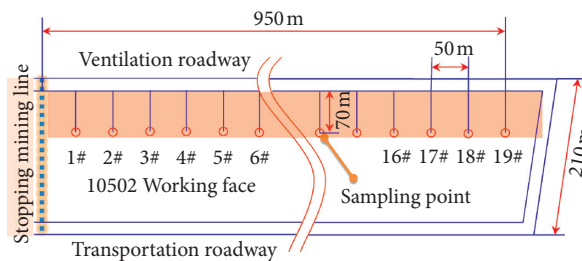 950 m
Ventilation roadway
50 m
70 m
Stopping mining line
1# 2# 3# 4# 5# 6# 16# 17# 18# 19#
10502 Working face
Sampling point
210 m
Transportation roadway